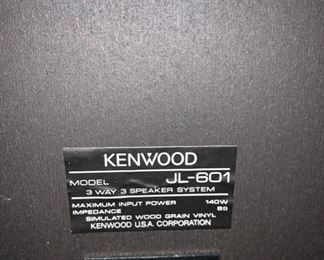 KENWOOD
MODEL JL-601
3 WAY 3 SPEAKER SYSTEM
MAXIMUM INPUT POWER 140W
IMPEDANCE 8Ω
SIMULATED WOOD GRAIN VINYL
KENWOOD U.S.A. CORPORATION